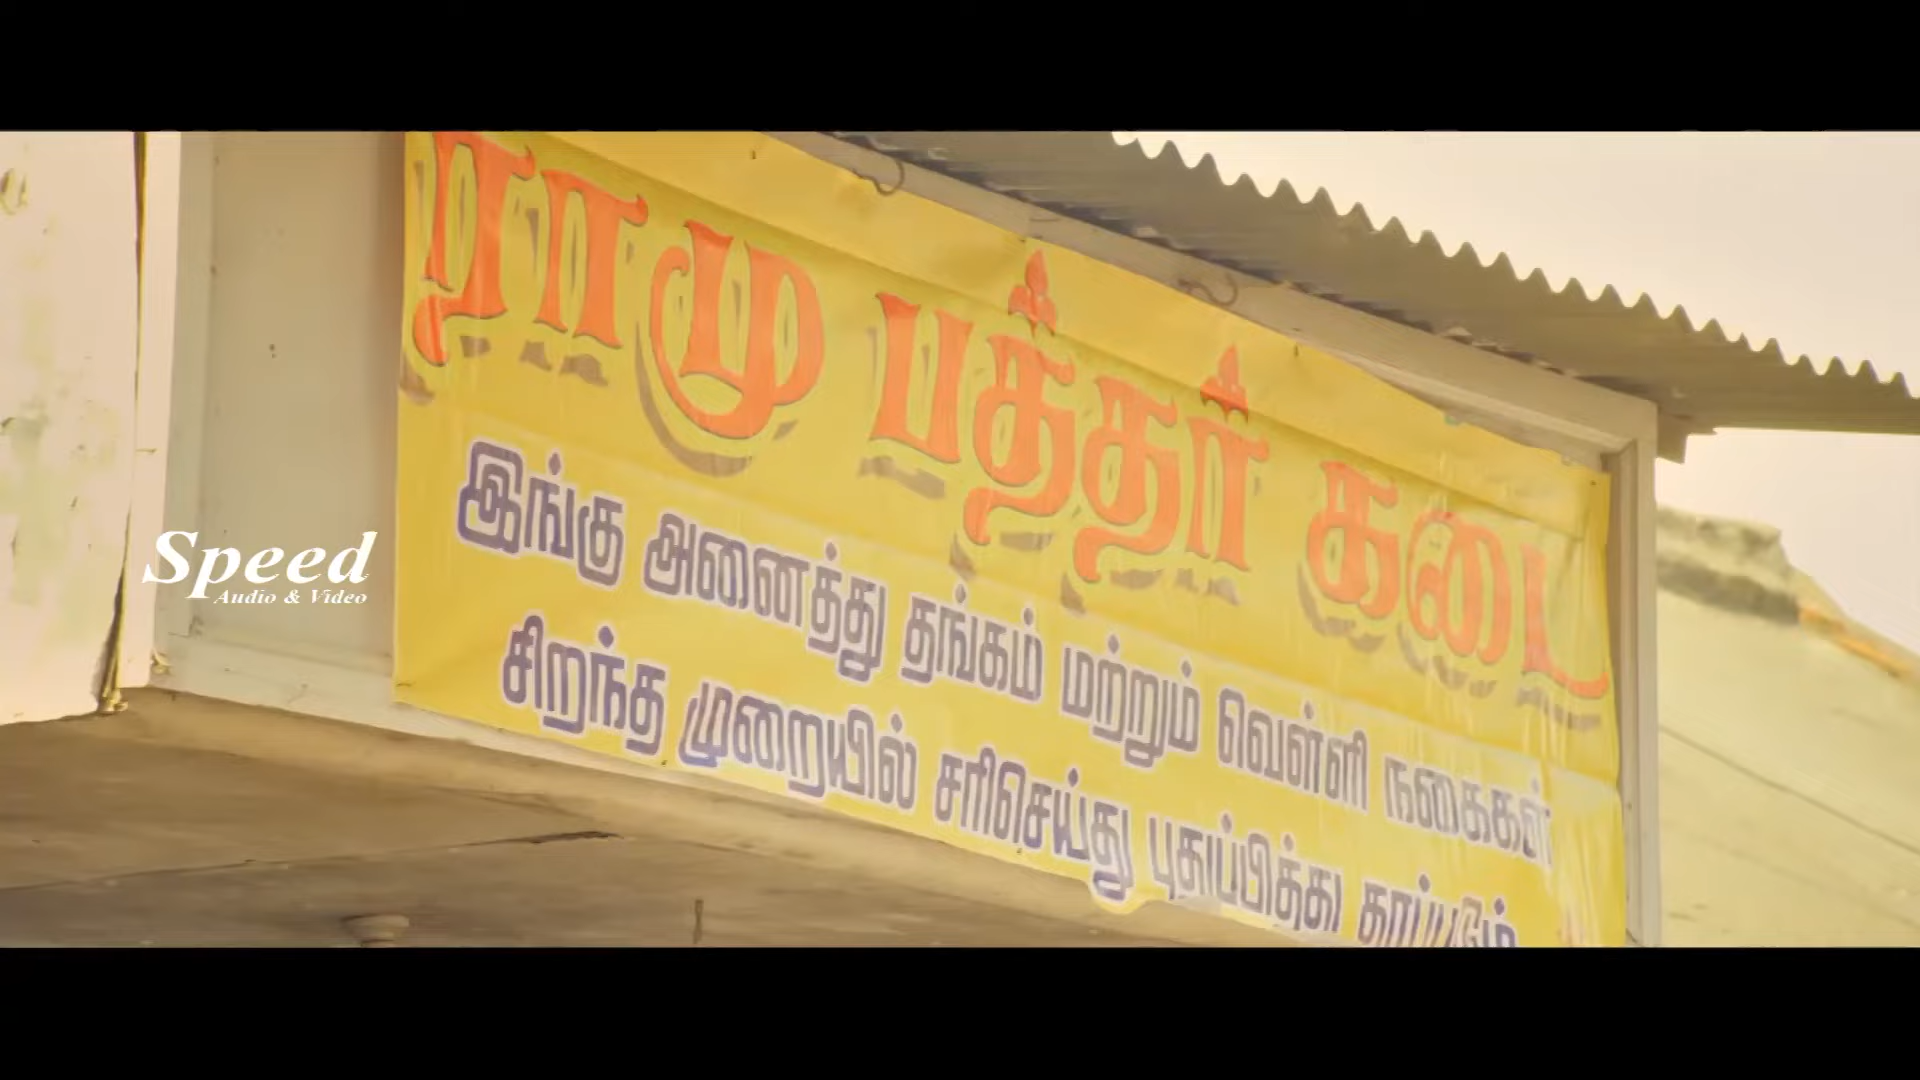 ராமு பத்தர் கடை
இங்கு அனைத்து தங்கம் மற்றும் வெள்ளி நகைகள்
சிறந்த முறையில் சரிசெய்து புதுப்பிக்க
Speed
Audio & Video